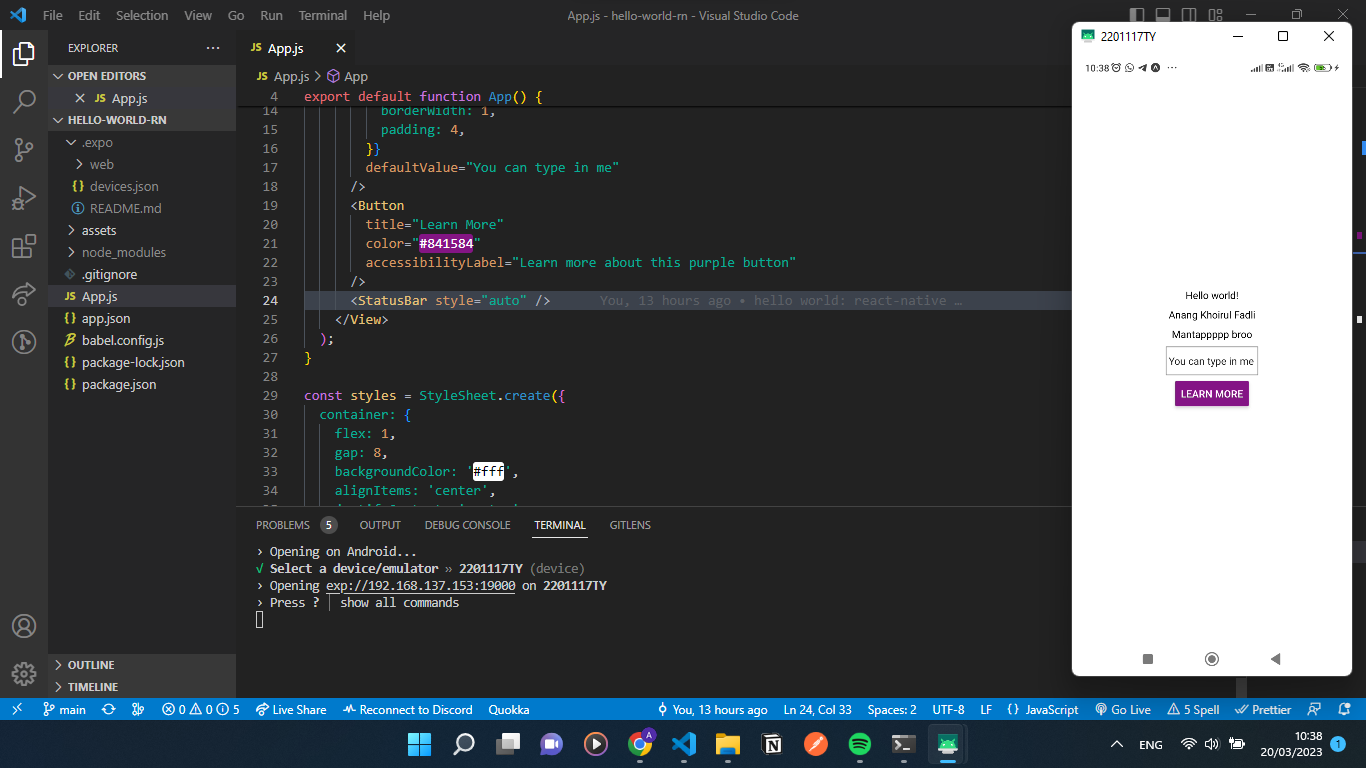 File Edit Selection View Go Run Terminal Help
App.js - hello-world-rn - Visual Studio Code
EXPLORER
OPEN EDITORS
JS App.js
HELLO-WORLD-RN
.expo
web
{} devices.json
README.md
assets
node_modules
.gitignore
JS App.js
{} app.json
babel.config.js
{} package-lock.json
{} package.json
OUTLINE
TIMELINE
JS App.js
JS App.js > App
4 export default function App() {
14 borderWidth: 1,
15 padding: 4,
16 }}
17 defaultValue="You can type in me"
18 />
19 <Button
20 title="Learn More"
21 color="#841584"
22 accessibilityLabel="Learn more about this purple button"
23 />
24 <StatusBar style="auto" /> You, 13 hours ago • hello world: react-native …
25 </View>
26 );
27 }
28
29 const styles = StyleSheet.create({
30 container: {
31 flex: 1,
32 gap: 8,
33 backgroundColor: '#fff',
34 alignItems: 'center',
PROBLEMS 5 OUTPUT DEBUG CONSOLE TERMINAL GITLENS
› Opening on Android...
√ Select a device/emulator » 2201117TY (device)
› Opening exp://192.168.137.153:19000 on 2201117TY
› Press ? │ show all commands
2201117TY
10:38
Hello world!
Anang Khoirul Fadli
Mantappppp broo
You can type in me
LEARN MORE
main 0 0 5 Live Share Reconnect to Discord Quokka You, 13 hours ago Ln 24, Col 33 Spaces: 2 UTF-8 LF {} JavaScript Go Live 5 Spell Prettier
A
ENG
10:38
20/03/2023
1